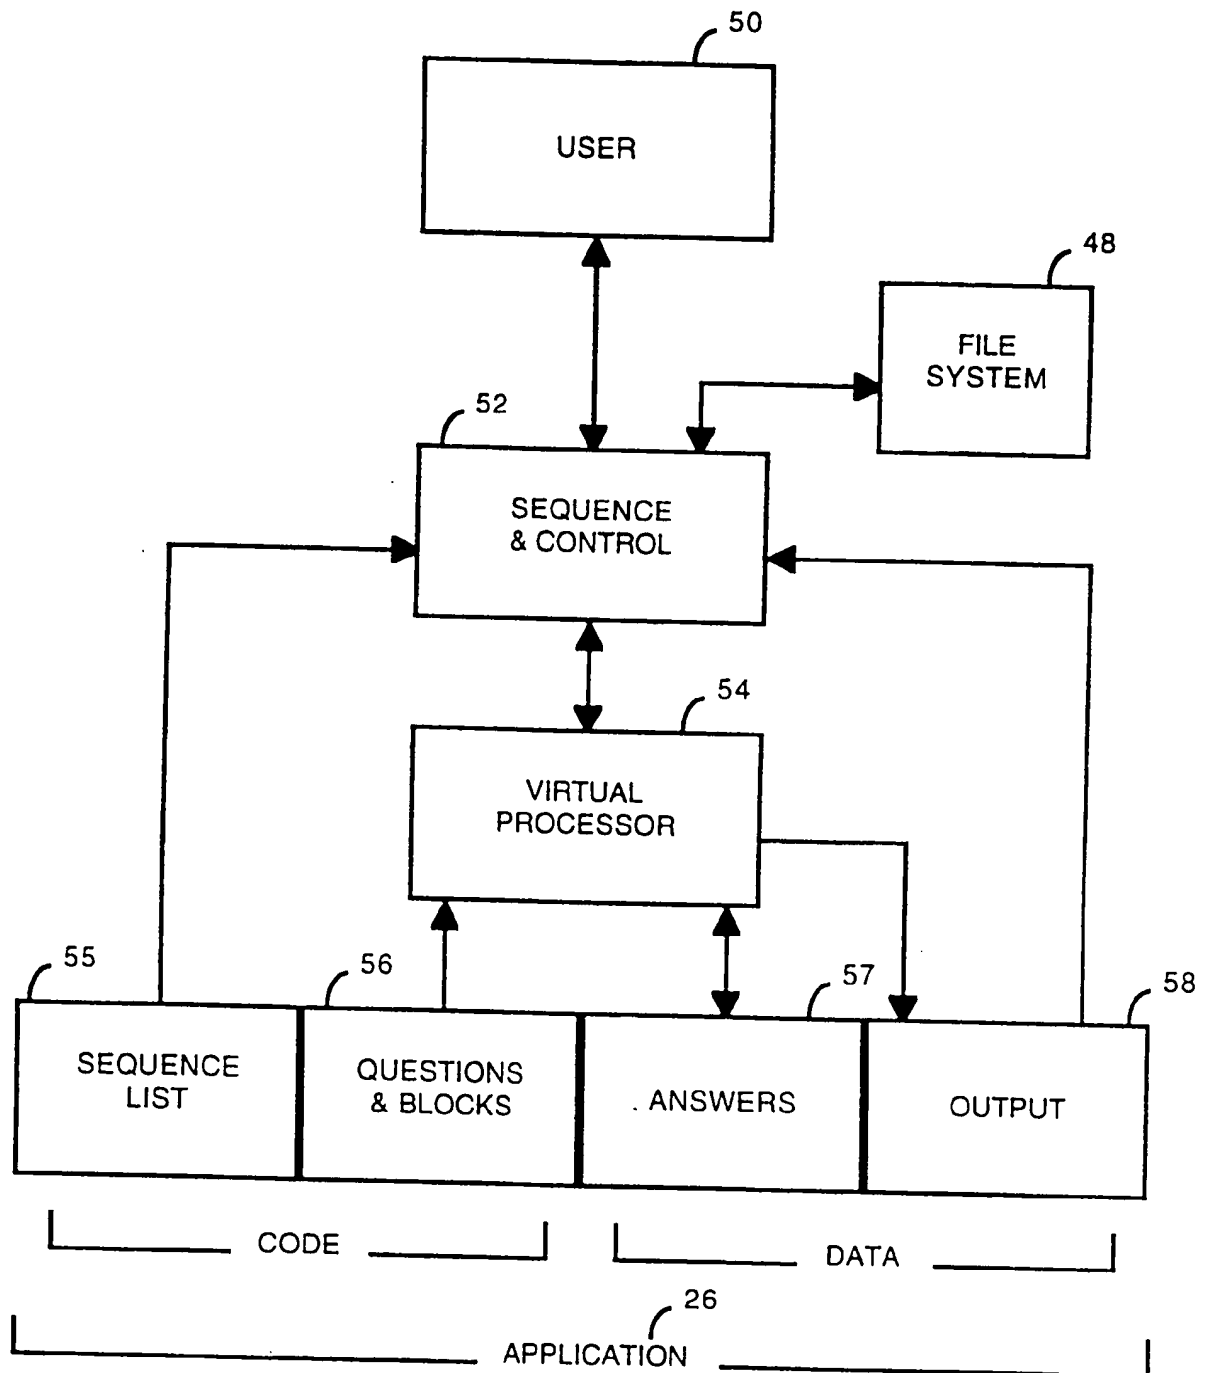 50
USER
48
FILE
SYSTEM
52
SEQUENCE
& CONTROL
54
VIRTUAL
PROCESSOR
55
56
57
58
SEQUENCE
LIST
QUESTIONS
& BLOCKS
ANSWERS
OUTPUT
CODE
DATA
26
APPLICATION